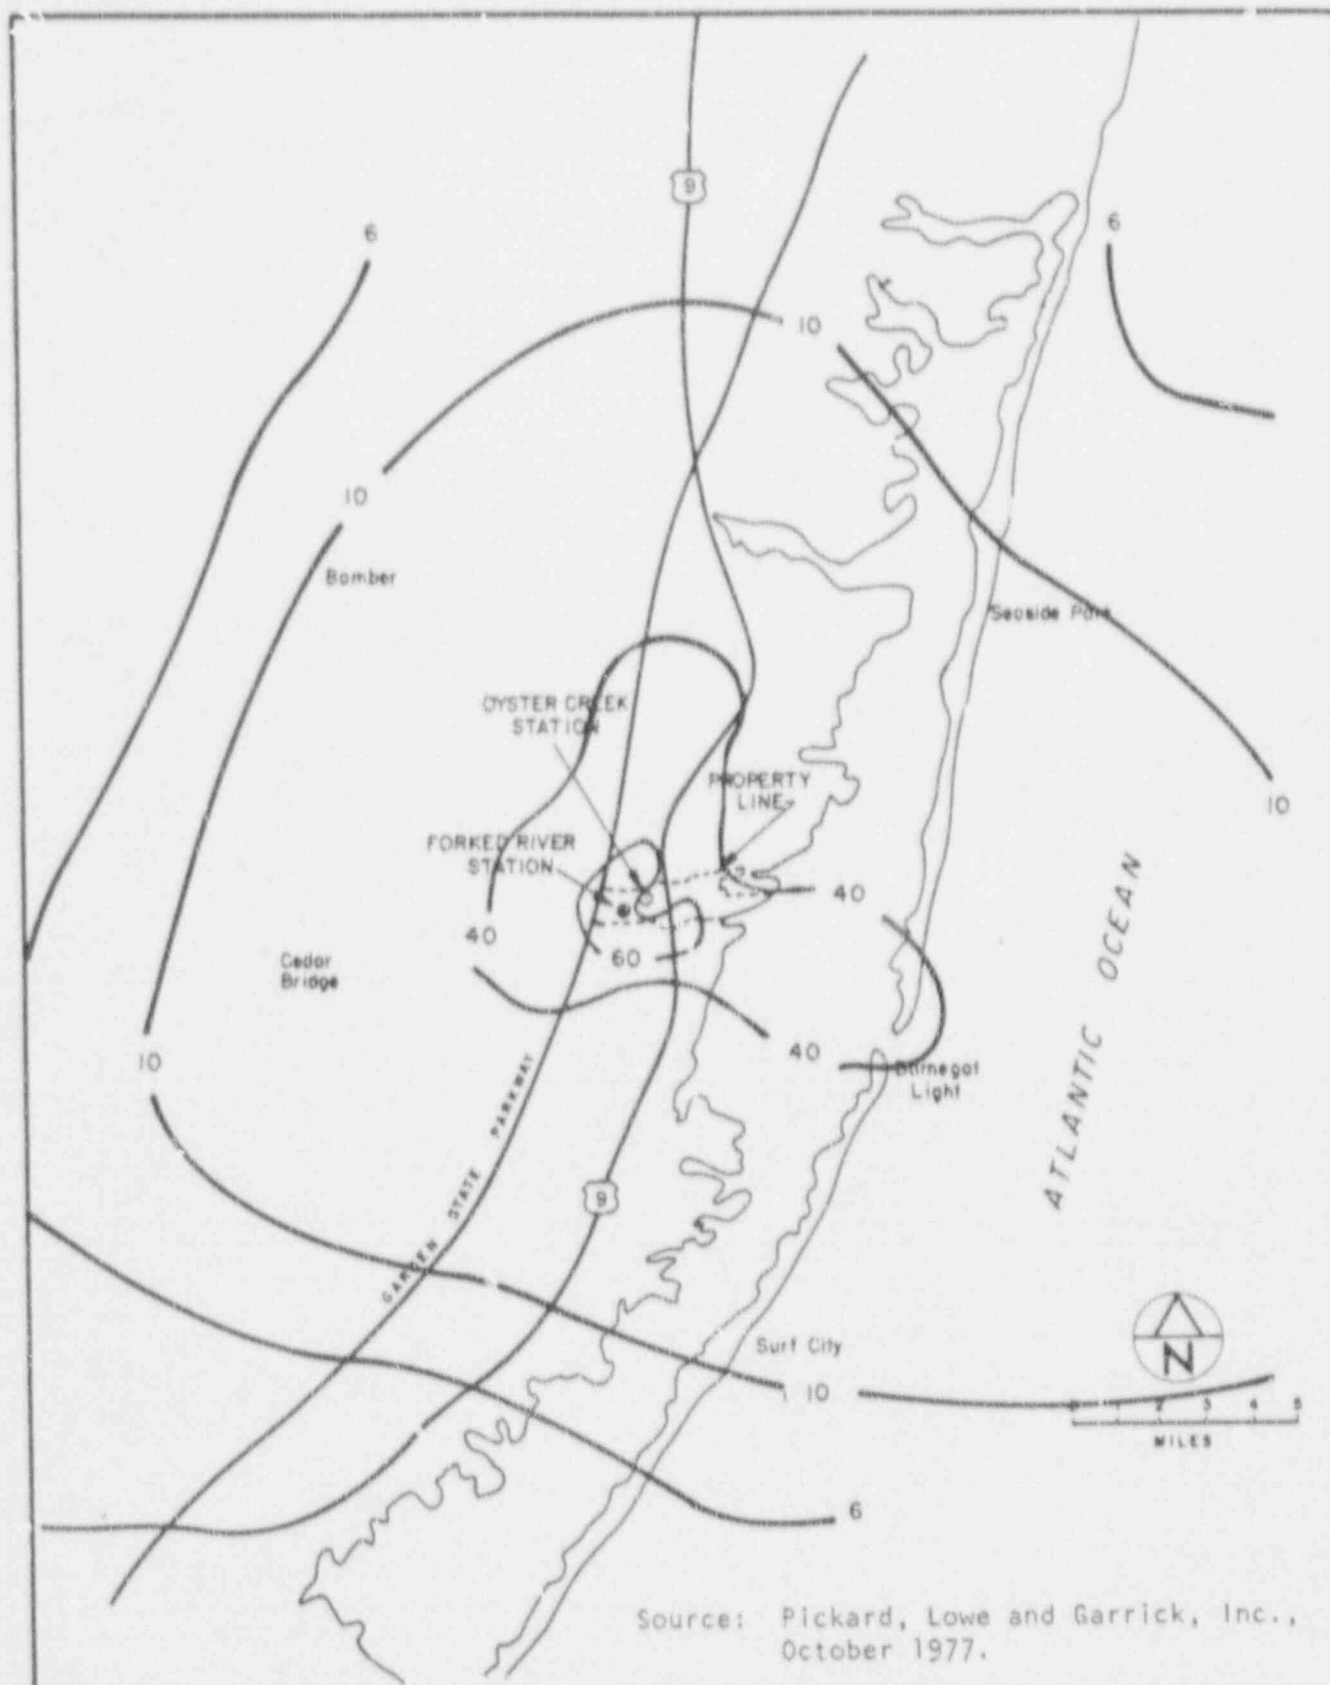 9
6
6
10
10
Bamber
Seaside Park
OYSTER CREEK
STATION
PROPERTY
LINE
10
FORKED RIVER
STATION
40
40
60
Cedar
Bridge
ATLANTIC OCEAN
40
10
Barnegat
Light
GARDEN STATE PARKWAY
9
Surf City
N
10
0 1 2 3 4 5
MILES
6
Source: Pickard, Lowe and Garrick, Inc.,
October 1977.